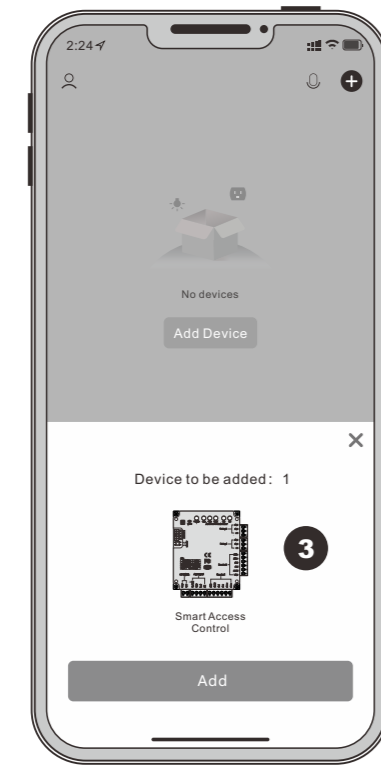 2:24
No devices
Add Device
Device to be added: 1
3
Smart Access
Control
Add